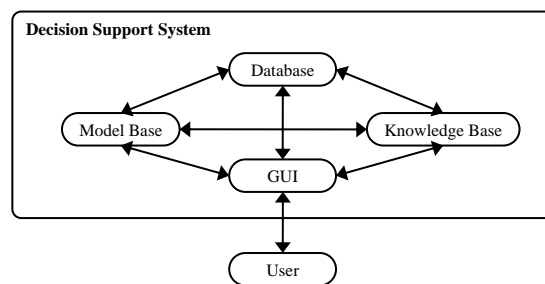 Decision Support System
Database
Model Base
Knowledge Base
GUI
User